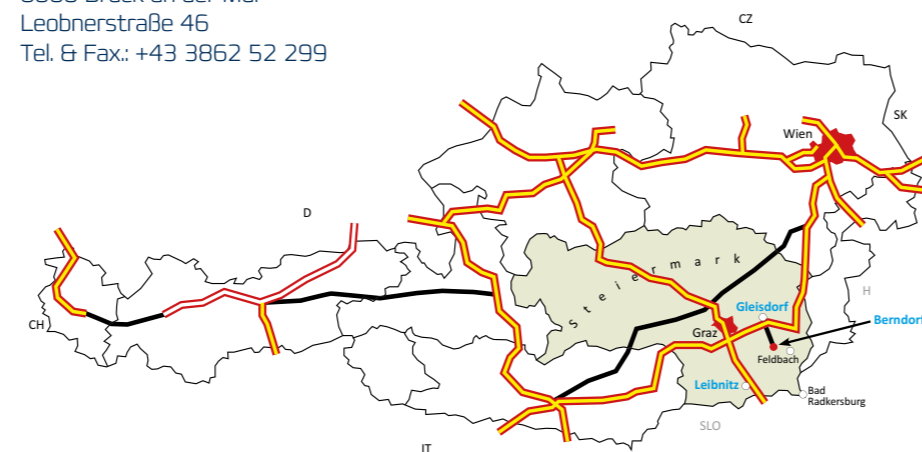 Leobnerstraße 46
Tel. & Fax.: +43 3862 52 299
CZ
SK
Wien
D
Steiermark
H
Gleisdorf
CH
Berndorf
Graz
Feldbach
Leibnitz
Bad
Radkersburg
SLO
IT